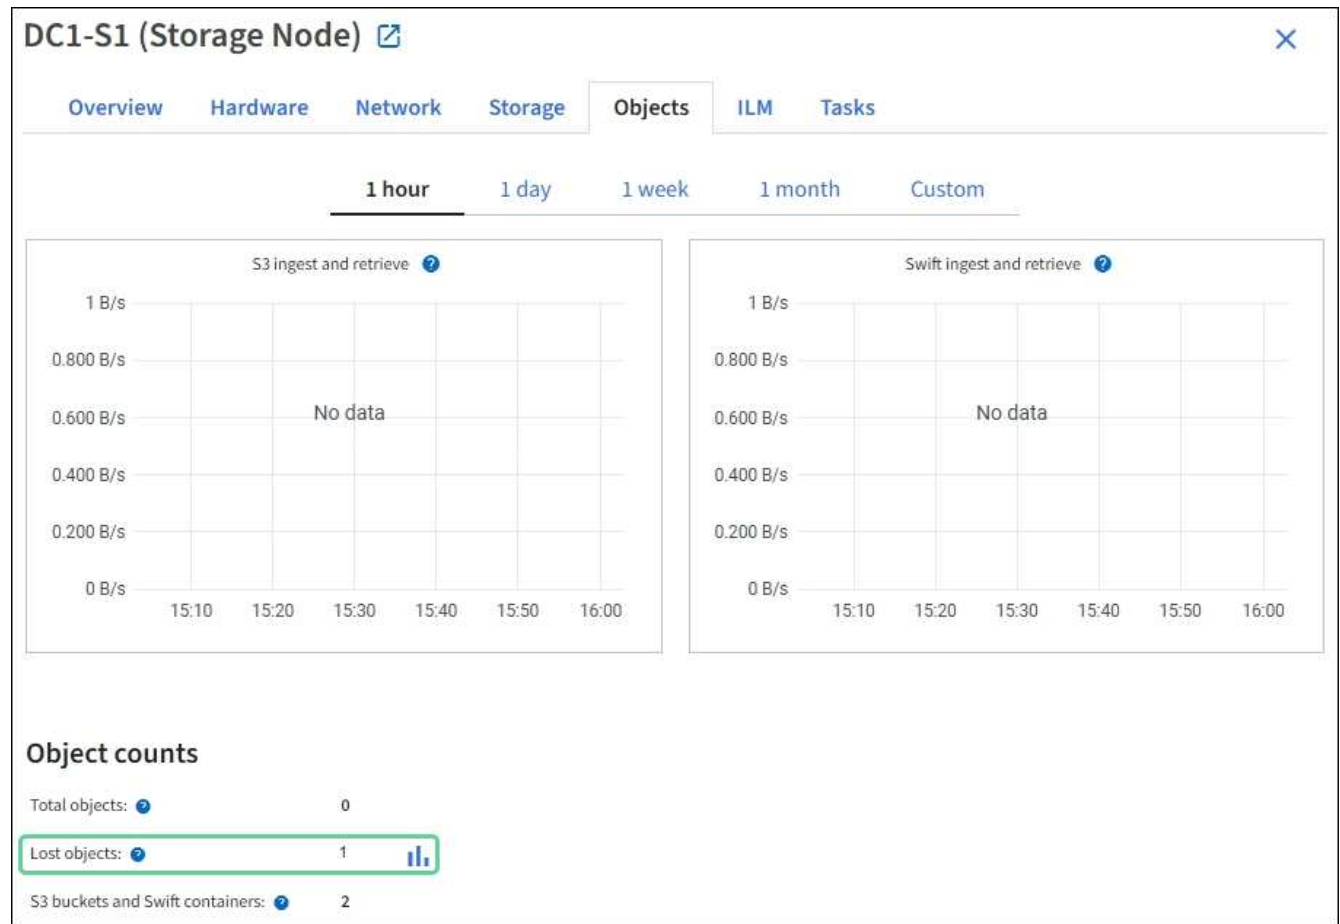 DC1-S1 (Storage Node)
Overview Hardware Network Storage Objects ILM Tasks
1 hour 1 day 1 week 1 month Custom
S3 ingest and retrieve ?
1 B/s
0.800 B/s
0.600 B/s
0.400 B/s
0.200 B/s
0 B/s
No data
15:10 15:20 15:30 15:40 15:50 16:00
Swift ingest and retrieve ?
1 B/s
0.800 B/s
0.600 B/s
0.400 B/s
0.200 B/s
0 B/s
No data
15:10 15:20 15:30 15:40 15:50 16:00
Object counts
Total objects: ? 0
Lost objects: ? 1
S3 buckets and Swift containers: ? 2